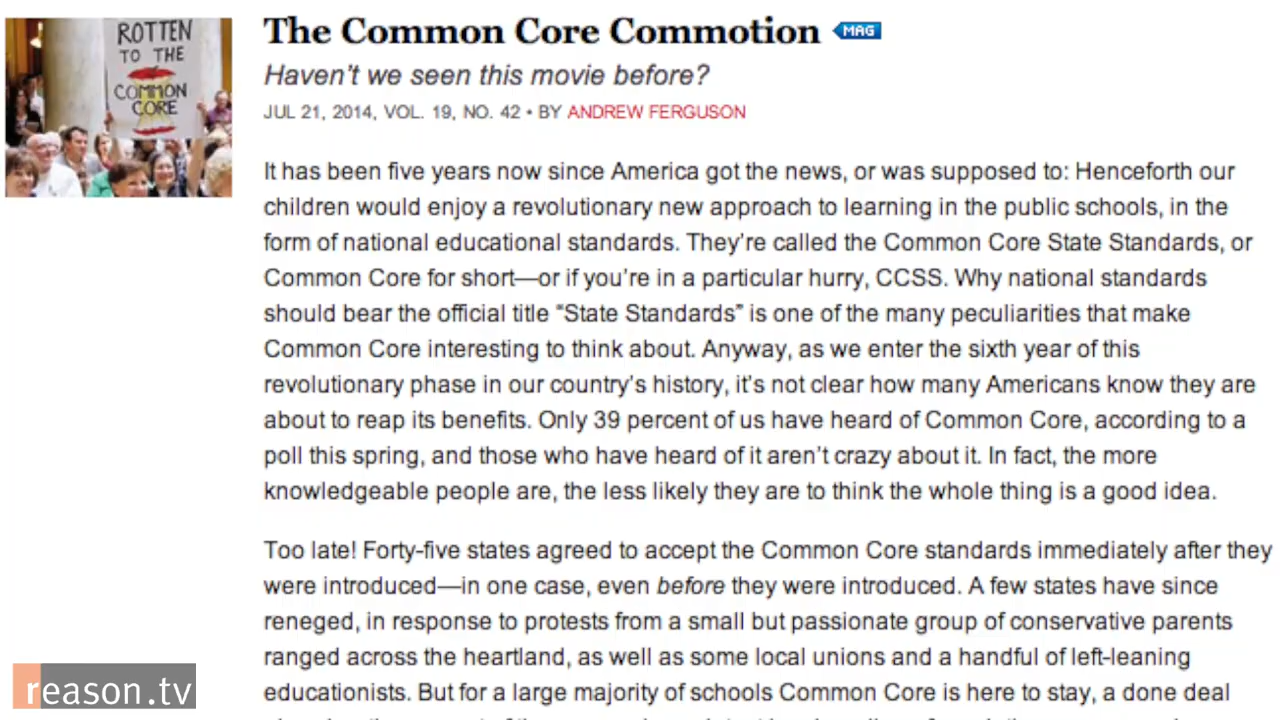 ROTTEN
TO THE
COMMON
CORE
The Common Core Commotion MAG
Haven't we seen this movie before?
JUL 21, 2014, VOL. 19, NO. 42 • BY ANDREW FERGUSON
It has been five years now since America got the news, or was supposed to: Henceforth our
children would enjoy a revolutionary new approach to learning in the public schools, in the
form of national educational standards. They're called the Common Core State Standards, or
Common Core for short—or if you're in a particular hurry, CCSS. Why national standards
should bear the official title “State Standards” is one of the many peculiarities that make
Common Core interesting to think about. Anyway, as we enter the sixth year of this
revolutionary phase in our country's history, it's not clear how many Americans know they are
about to reap its benefits. Only 39 percent of us have heard of Common Core, according to a
poll this spring, and those who have heard of it aren't crazy about it. In fact, the more
knowledgeable people are, the less likely they are to think the whole thing is a good idea.
Too late! Forty-five states agreed to accept the Common Core standards immediately after they
were introduced—in one case, even before they were introduced. A few states have since
reneged, in response to protests from a small but passionate group of conservative parents
ranged across the heartland, as well as some local unions and a handful of left-leaning
educationists. But for a large majority of schools Common Core is here to stay, a done deal
reason.tv